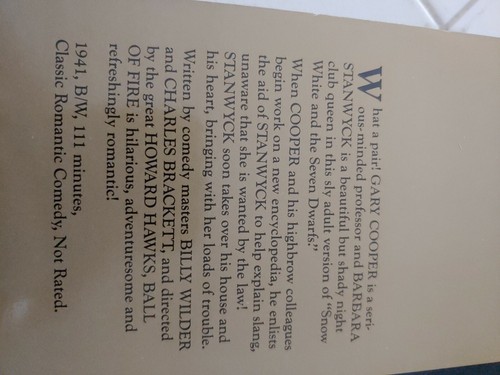 What a pair! GARY COOPER is a seri-
ous-minded professor and BARBARA
STANWYCK is a beautiful but shady night
club queen in this sly adult version of "Snow
White and the Seven Dwarfs."
When COOPER and his highbrow colleagues
begin work on a new encyclopedia, he enlists
the aid of STANWYCK to help explain slang,
unaware that she is wanted by the law!
STANWYCK soon takes over his house and
his heart, bringing with her loads of trouble.
Written by comedy masters BILLY WILDER
and CHARLES BRACKETT, and directed
by the great HOWARD HAWKS, BALL
OF FIRE is hilarious, adventuresome and
refreshingly romantic!
1941, B/W, 111 minutes,
Classic Romantic Comedy, Not Rated.